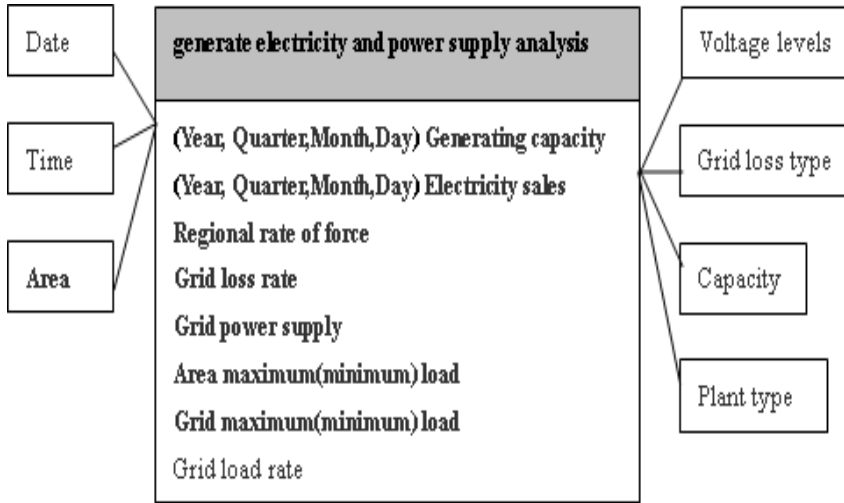 Date
Time
Area
generate electricity and power supply analysis
(Year, Quarter,Month,Day) Generating capacity
(Year, Quarter,Month,Day) Electricity sales
Regional rate of force
Grid loss rate
Grid power supply
Area maximum(minimum) load
Grid maximum(minimum) load
Grid load rate
Voltage levels
Grid loss type
Capacity
Plant type